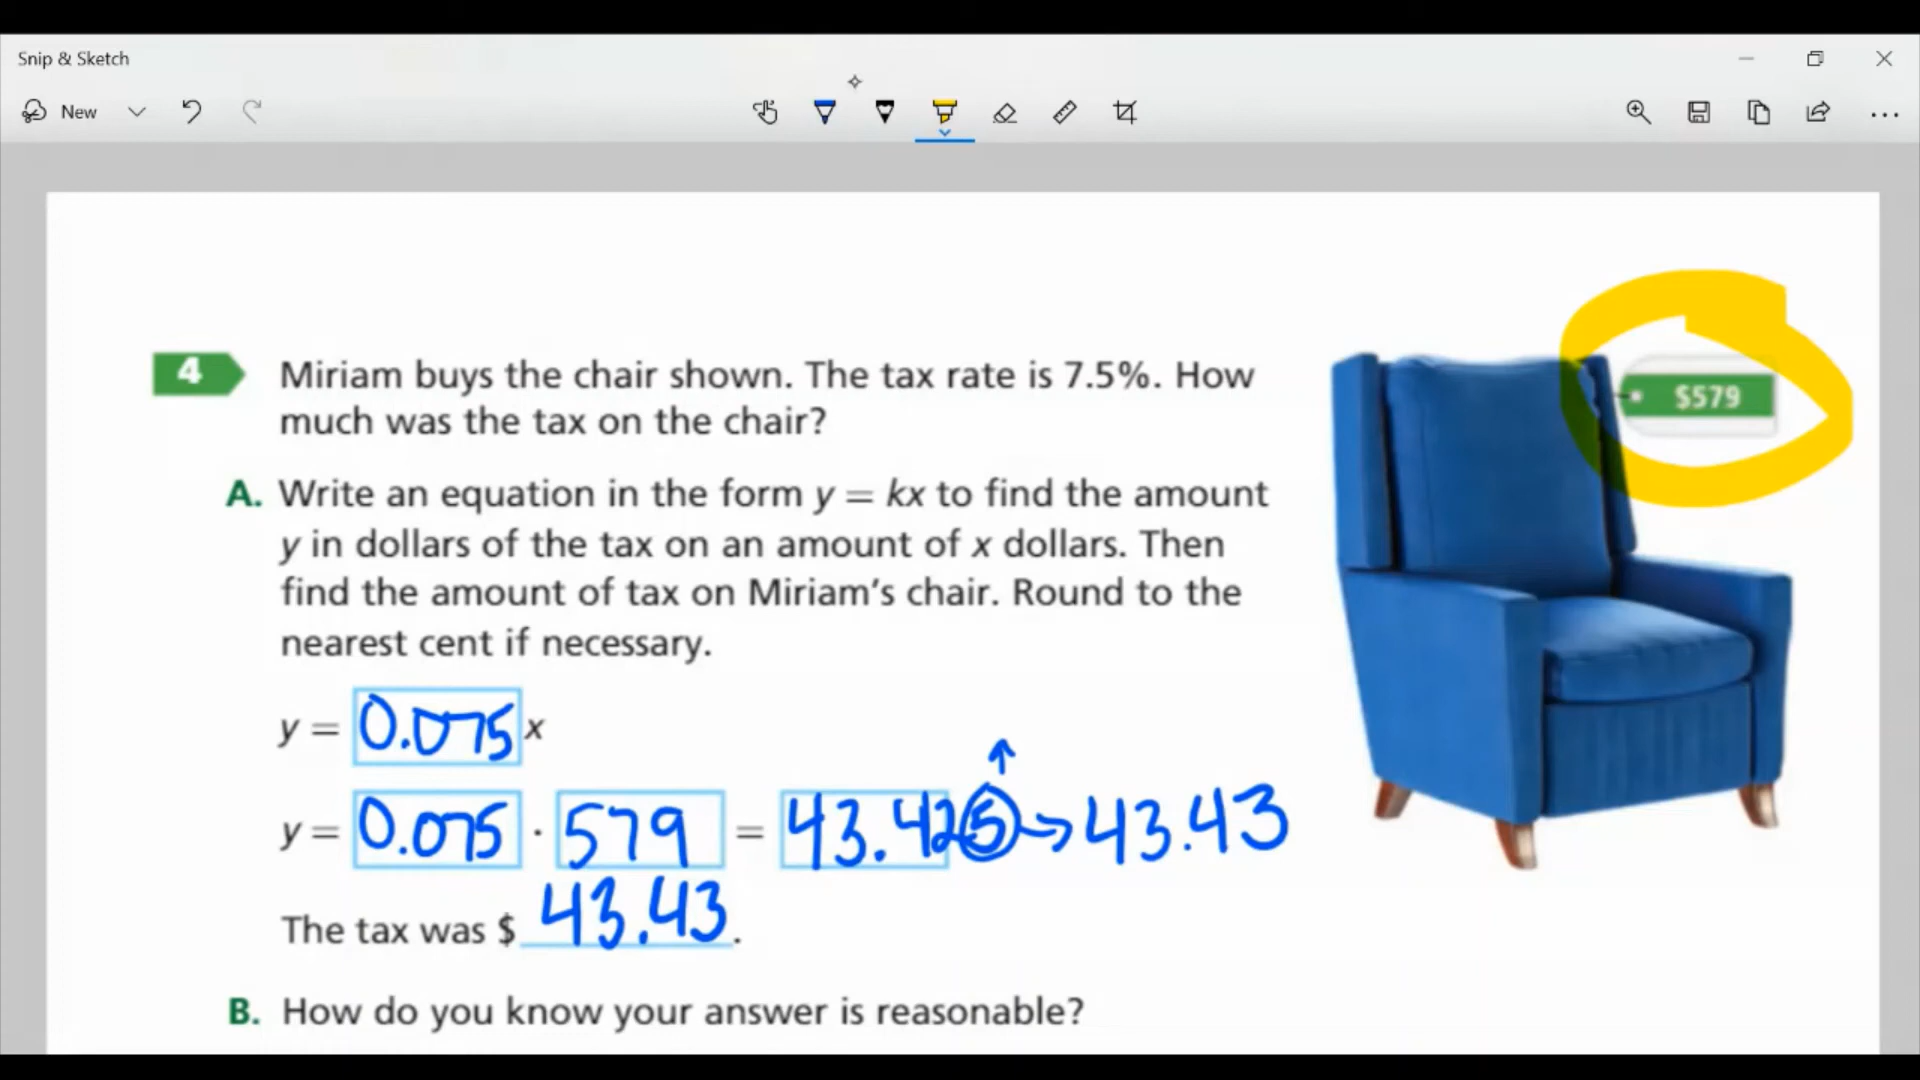 Snip & Sketch
New
4 Miriam buys the chair shown. The tax rate is 7.5%. How
much was the tax on the chair?
$579
A. Write an equation in the form y = kx to find the amount
y in dollars of the tax on an amount of x dollars. Then
find the amount of tax on Miriam's chair. Round to the
nearest cent if necessary.
y = 0.075 x
y = 0.075 · 579 = 43.425 → 43.43
The tax was $ 43.43.
B. How do you know your answer is reasonable?